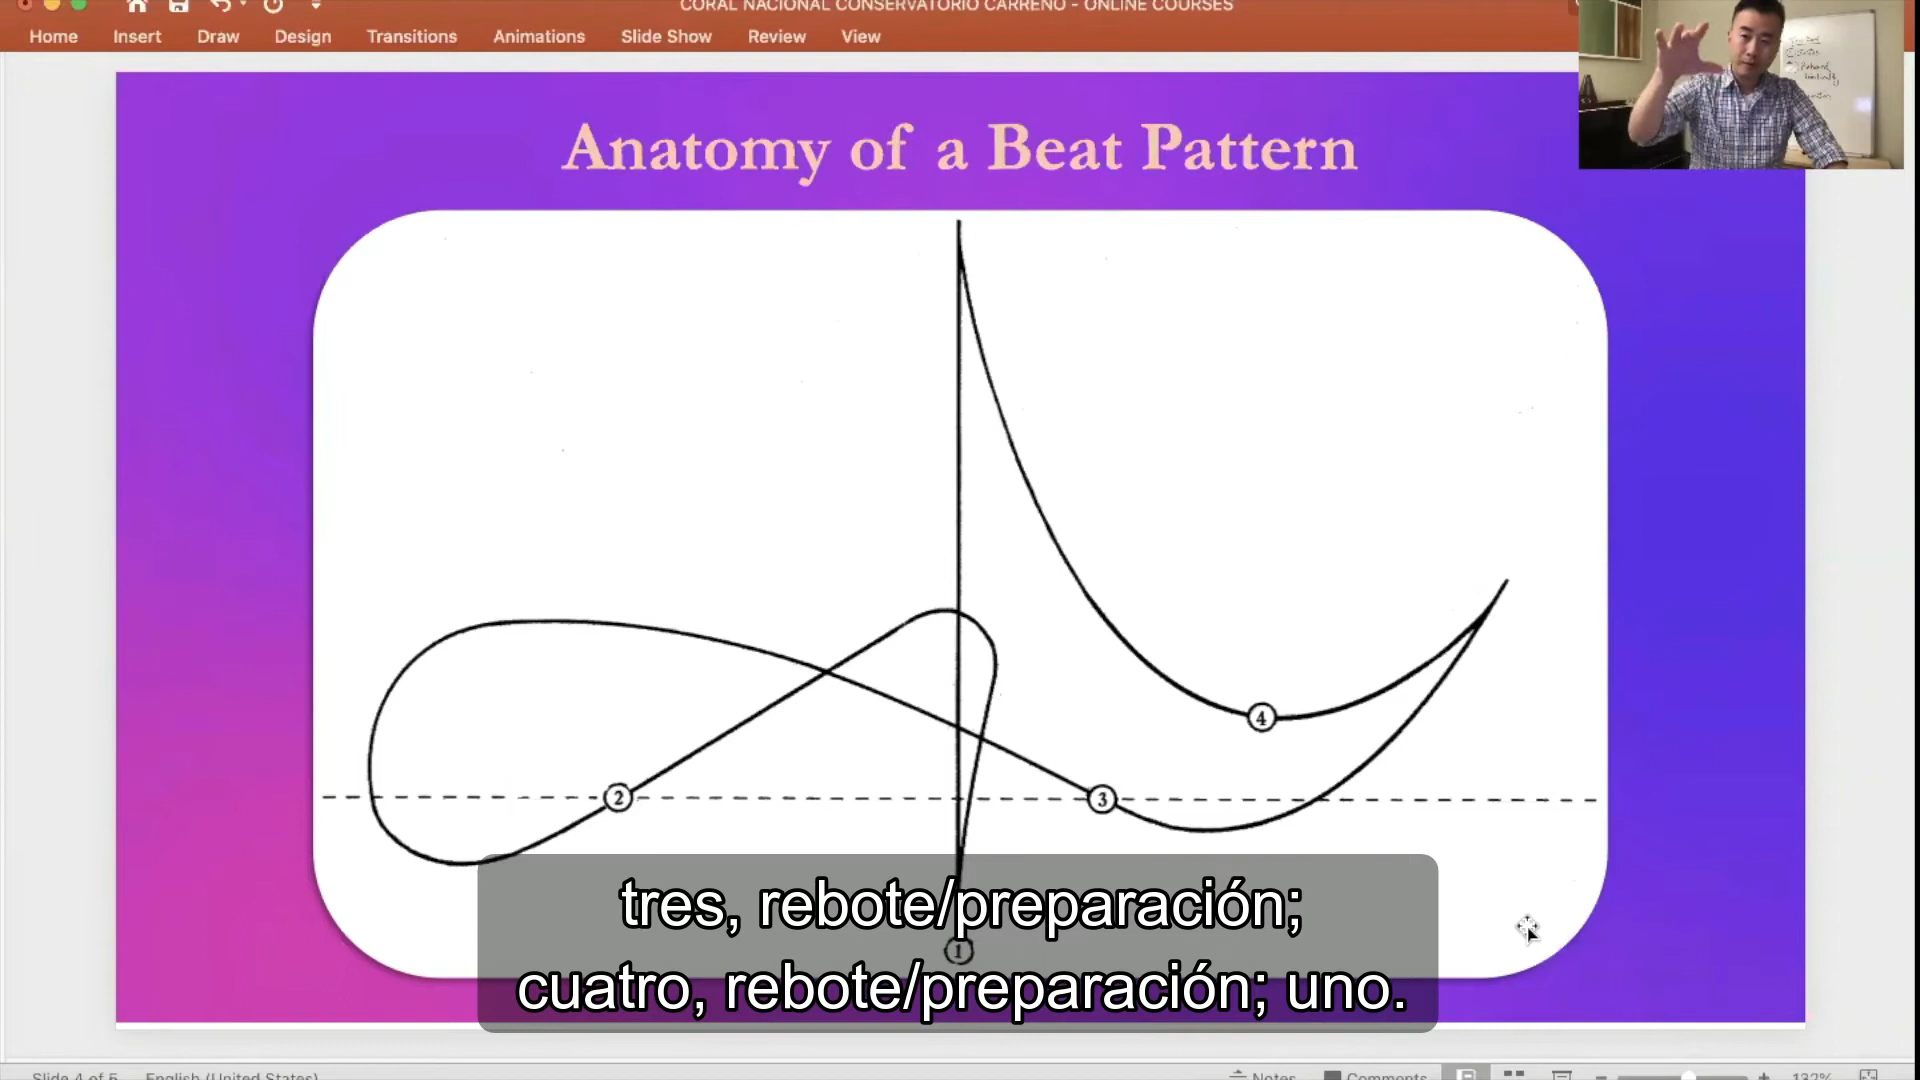 CORAL NACIONAL CONSERVATORIO CARREÑO - ONLINE COURSES
Home Insert Draw Design Transitions Animations Slide Show Review View
Anatomy of a Beat Pattern
4
2
3
1
tres, rebote/preparación;
cuatro, rebote/preparación; uno.
Slide 4 of 5 English (United States) Notes Comments 132%